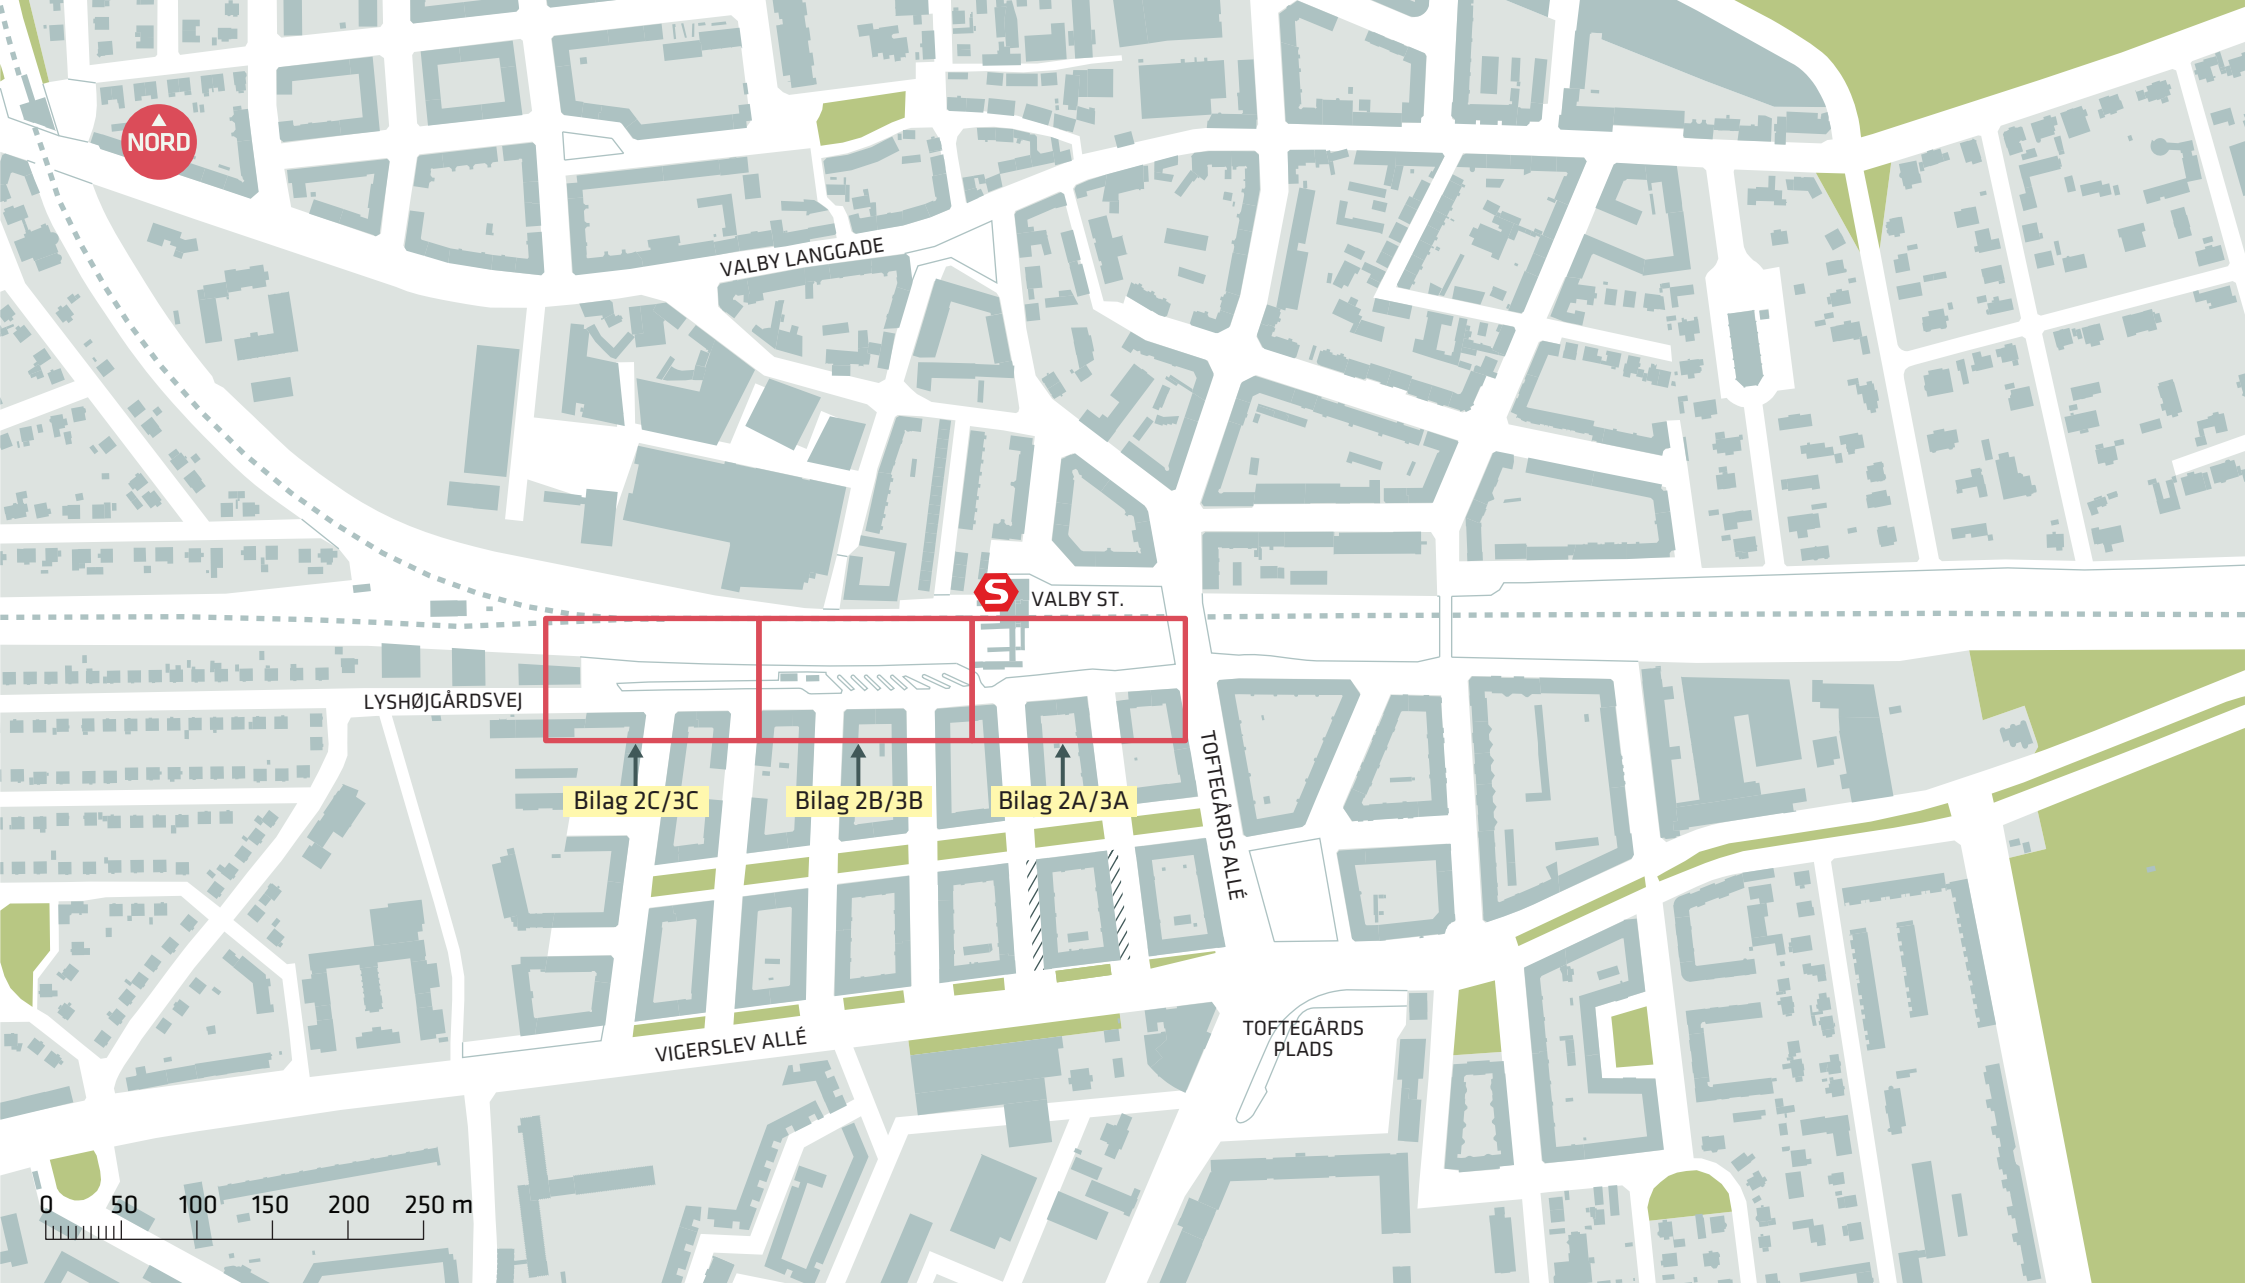 NORD
VALBY LANGGADE
S
VALBY ST.
LYSHØJGÅRDSVEJ
Bilag 2C/3C
Bilag 2B/3B
Bilag 2A/3A
TOFTEGÅRDS ALLÉ
TOFTEGÅRDS
PLADS
VIGERSLEV ALLÉ
0 50 100 150 200 250 m